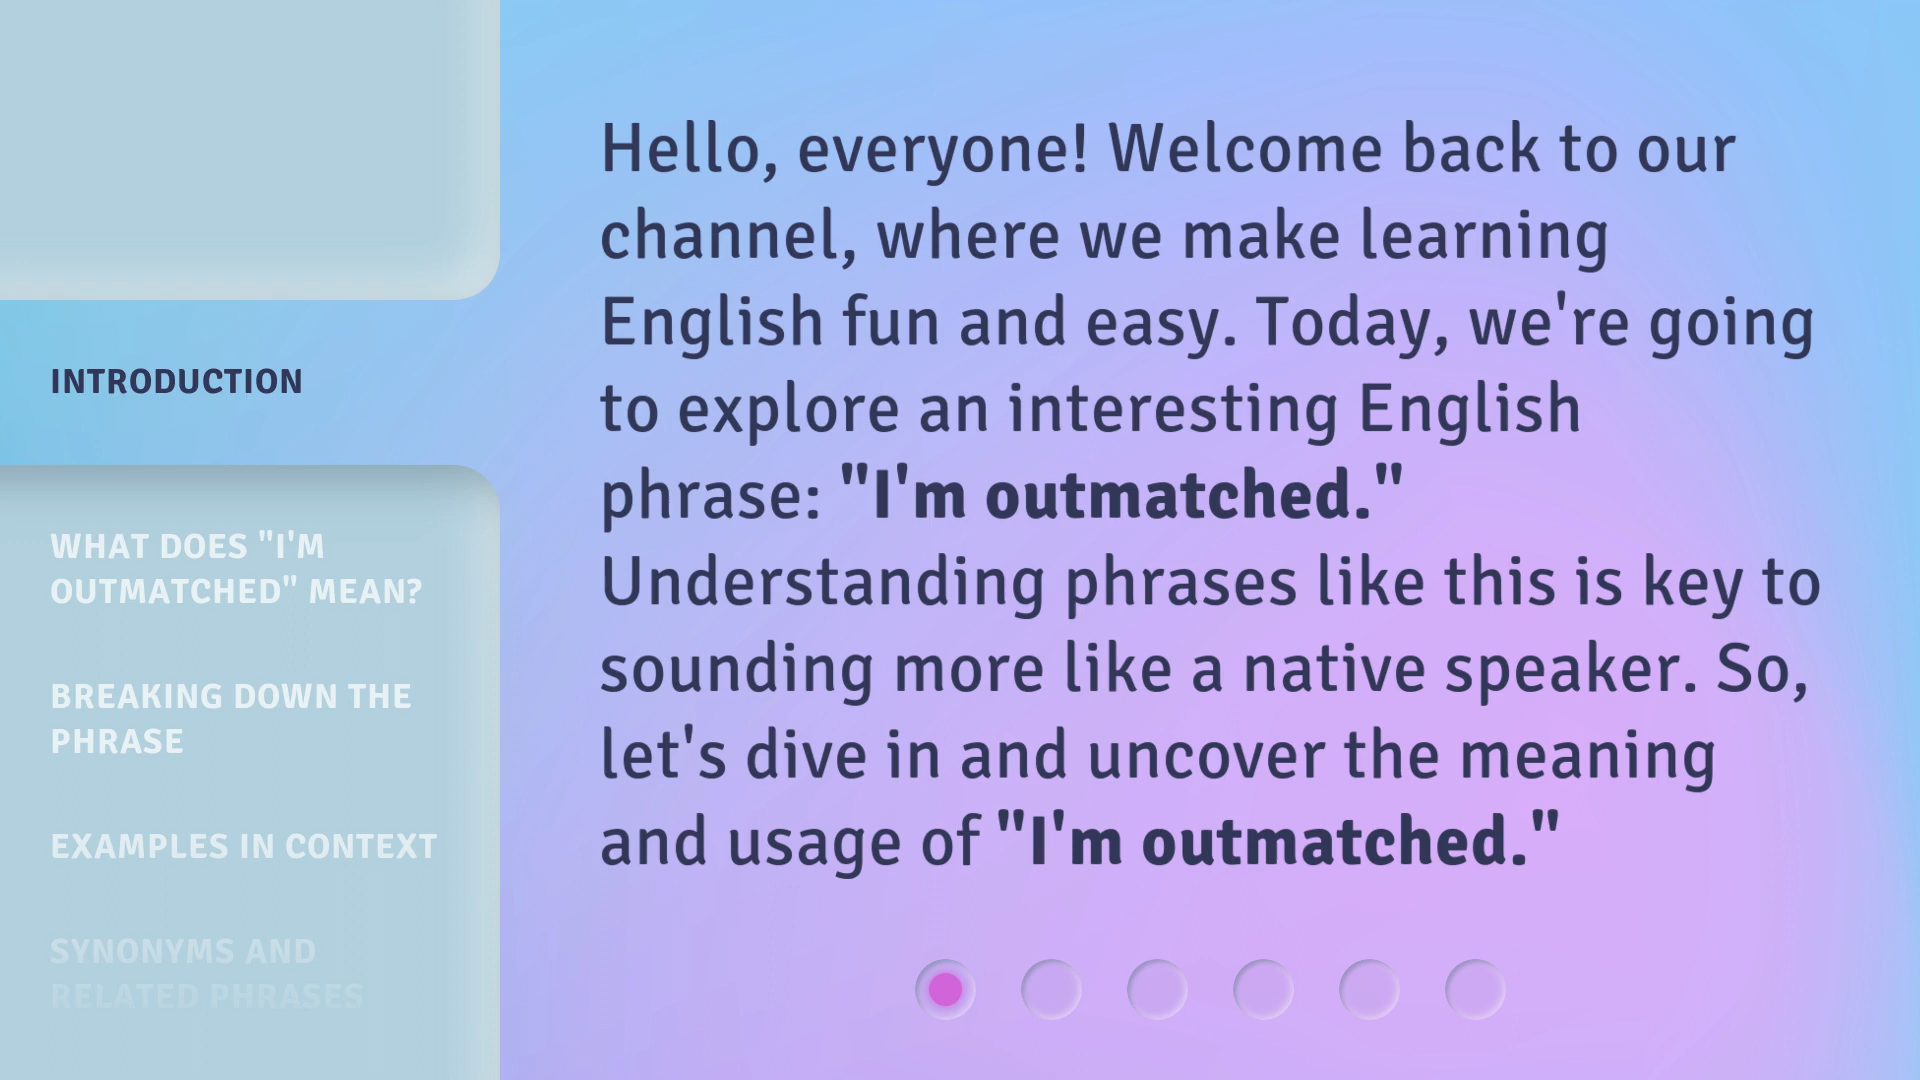 INTRODUCTION
WHAT DOES "I'M
OUTMATCHED" MEAN?
BREAKING DOWN THE
PHRASE
EXAMPLES IN CONTEXT
SYNONYMS AND
RELATED PHRASES
Hello, everyone! Welcome back to our
channel, where we make learning
English fun and easy. Today, we're going
to explore an interesting English
phrase: "I'm outmatched."
Understanding phrases like this is key to
sounding more like a native speaker. So,
let's dive in and uncover the meaning
and usage of "I'm outmatched."